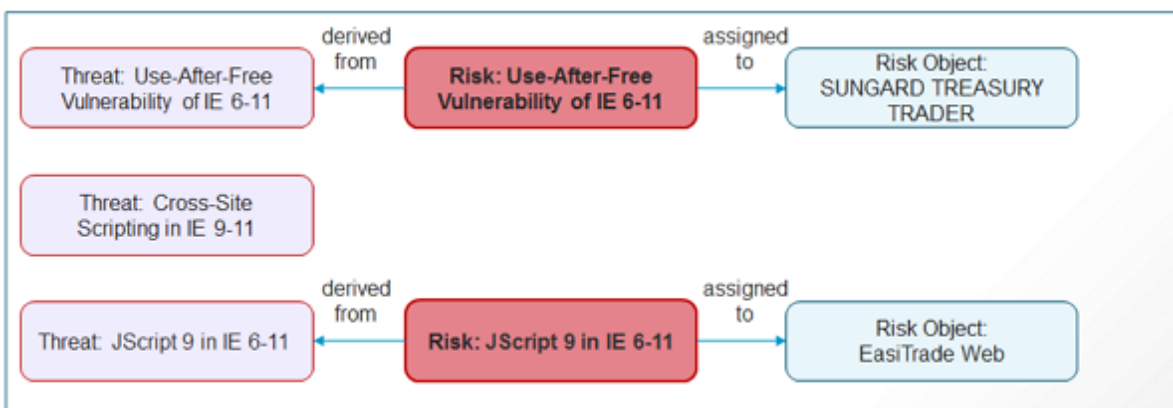 derived
from
assigned
to
Threat: Use-After-Free
Vulnerability of IE 6-11
Risk: Use-After-Free
Vulnerability of IE 6-11
Risk Object:
SUNGARD TREASURY
TRADER
Threat: Cross-Site
Scripting in IE 9-11
derived
from
assigned
to
Threat: JScript 9 in IE 6-11
Risk: JScript 9 in IE 6-11
Risk Object:
EasiTrade Web